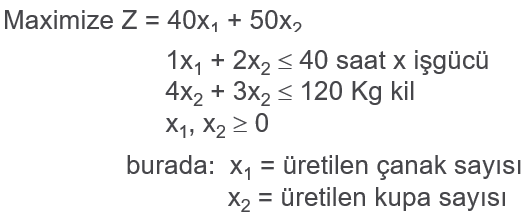 Maximize Z = 40x₁ + 50x₂
1x₁ + 2x₂ ≤ 40 saat x işgücü
4x₂ + 3x₂ ≤ 120 Kg kil
x₁, x₂ ≥ 0
burada: x₁ = üretilen çanak sayısı
x₂ = üretilen kupa sayısı